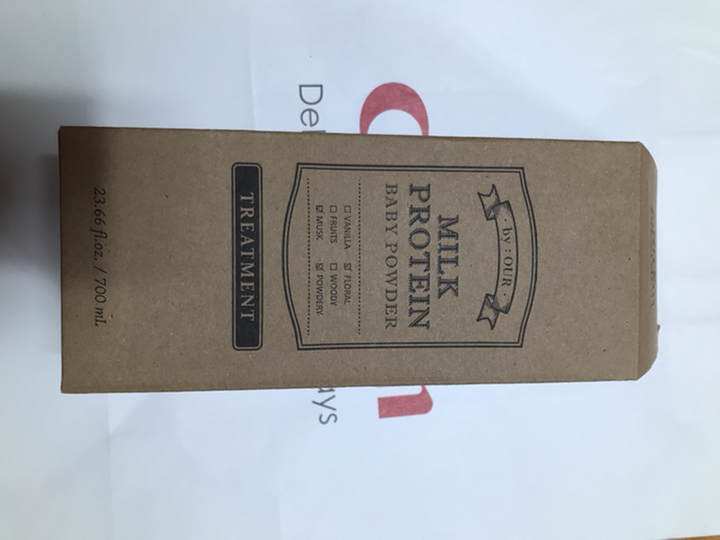 · by : OUR ·
MILK
PROTEIN
BABY POWDER
☐ VANILLA ☑ FLORAL
☐ FRUITS ☐ WOODY
☑ MUSK ☑ POWDERY
TREATMENT
23.66 fl.oz. / 700 mL